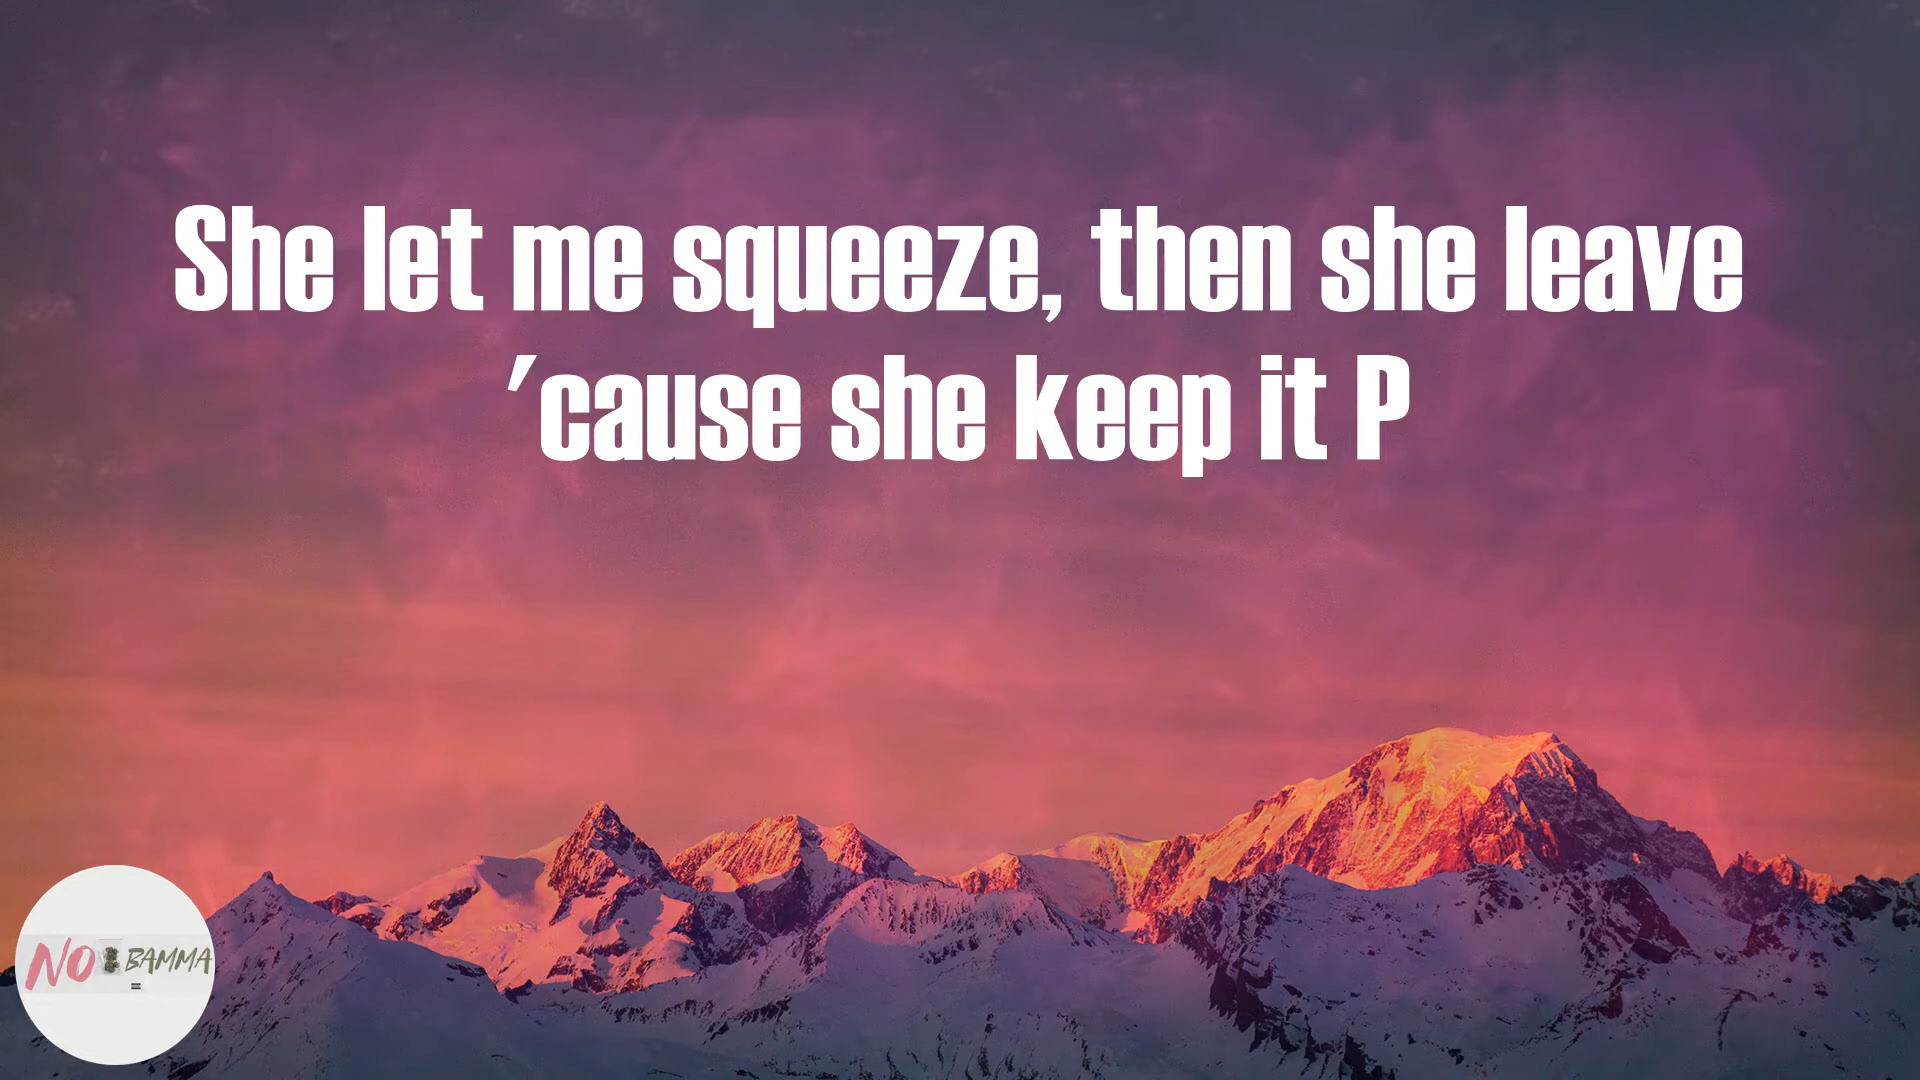 She let me squeeze, then she leave
'cause she keep it P
NO BAMMA